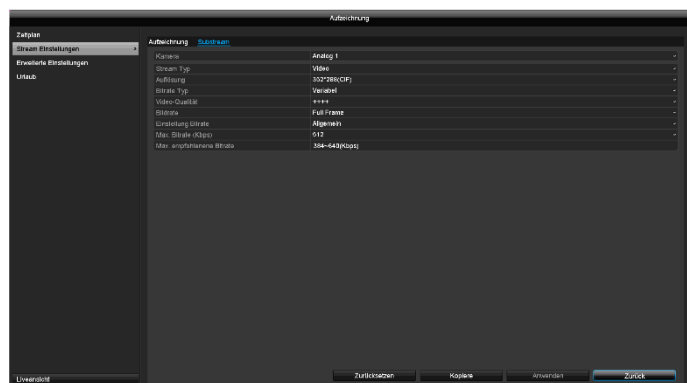 Aufzeichnung
Zeitplan
Stream Einstellungen
Erweiterte Einstellungen
Urlaub
Aufzeichnung Substream
Kamera Analog 1
Stream Typ Video
Auflösung 352*288(CIF)
Bitrate Typ Variabel
Video-Qualität ++++
Bildrate Full Frame
Einstellung Bitrate Allgemein
Max. Bitrate (Kbps) 512
Max. empfohlenene Bitrate 384~640(Kbps)
Liveansicht Zurücksetzen Kopiere Anwenden Zurück